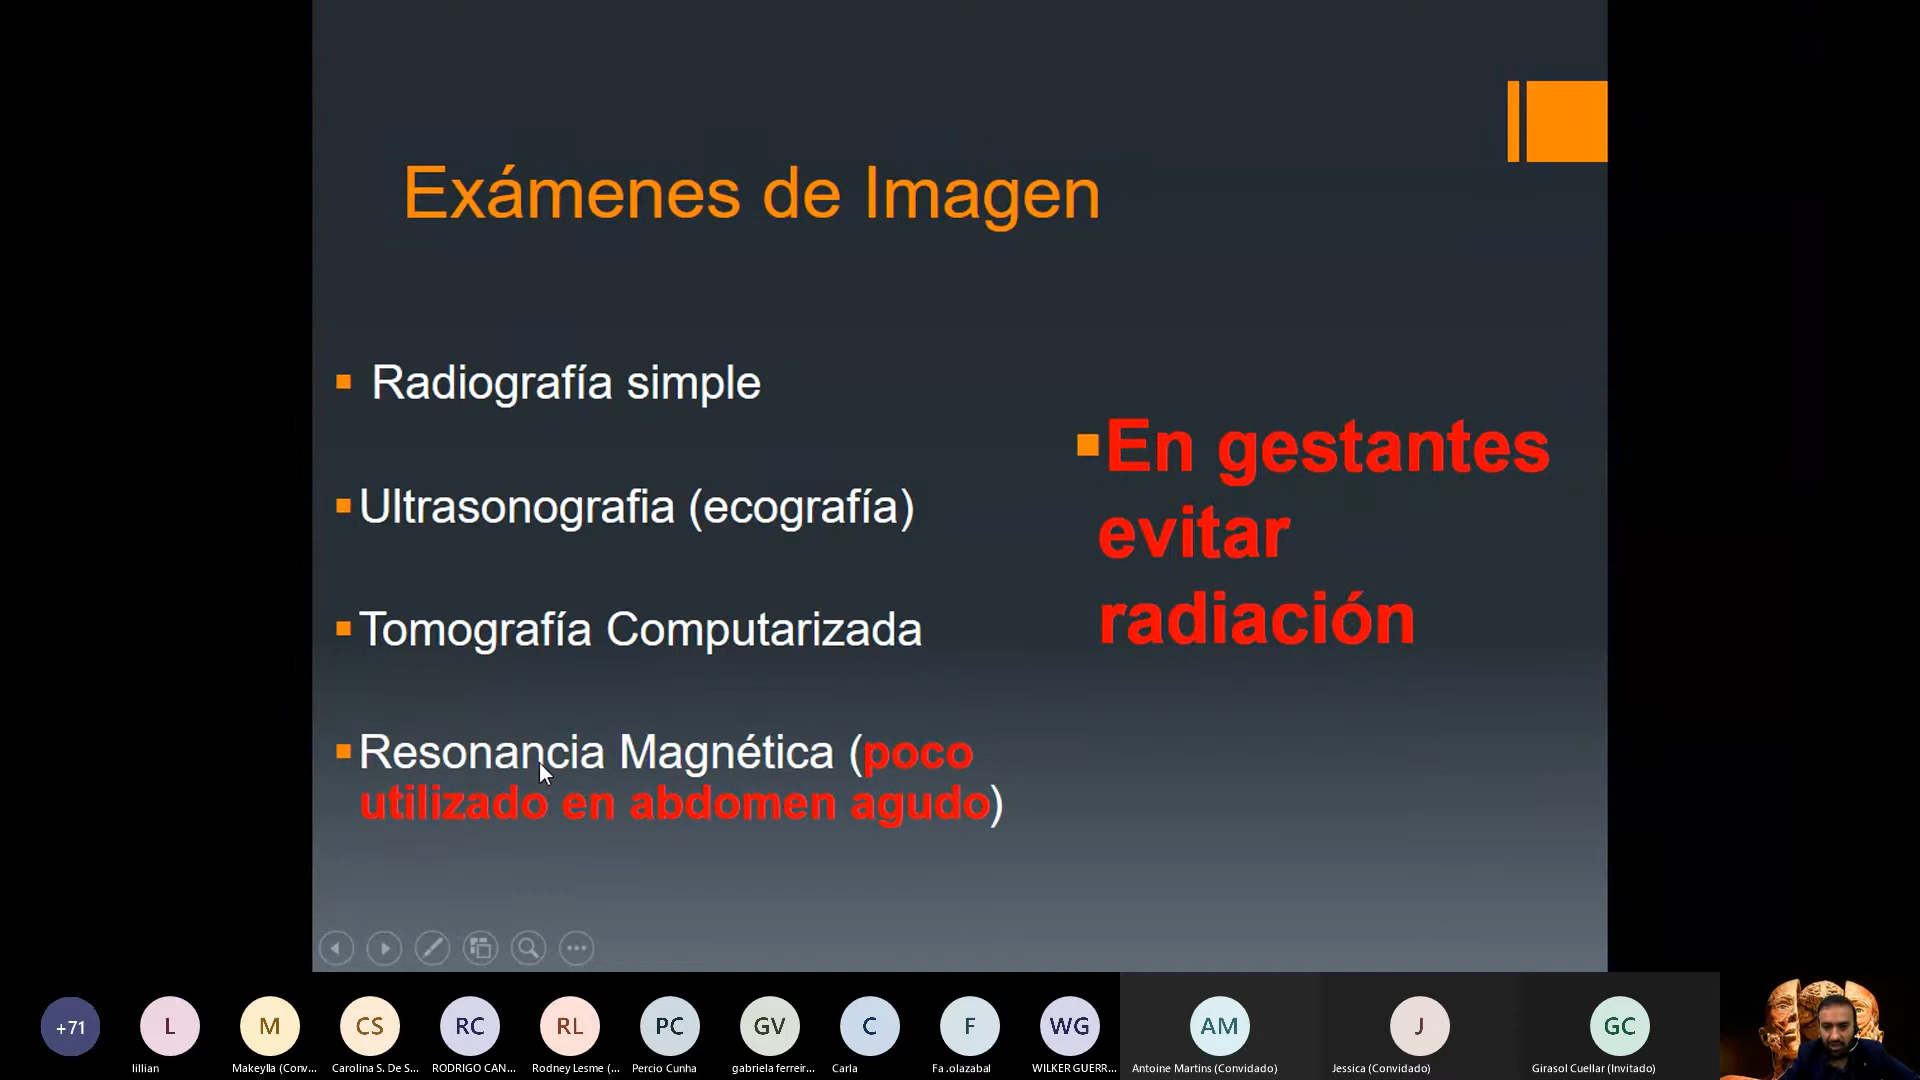 Exámenes de Imagen
Radiografía simple
Ultrasonografia (ecografía)
Tomografía Computarizada
Resonancia Magnética (poco
utilizado en abdomen agudo)
En gestantes
evitar
radiación
+71
L
M
CS
RC
RL
PC
GV
C
F
WG
AM
J
GC
lillian
Makeylla (Conv...
Carolina S. De S...
RODRIGO CAN...
Rodney Lesme (...
Percio Cunha
gabriela ferreir...
Carla
Fa .olazabal
WILKER GUERR...
Antoine Martins (Convidado)
Jessica (Convidado)
Girasol Cuellar (Invitado)